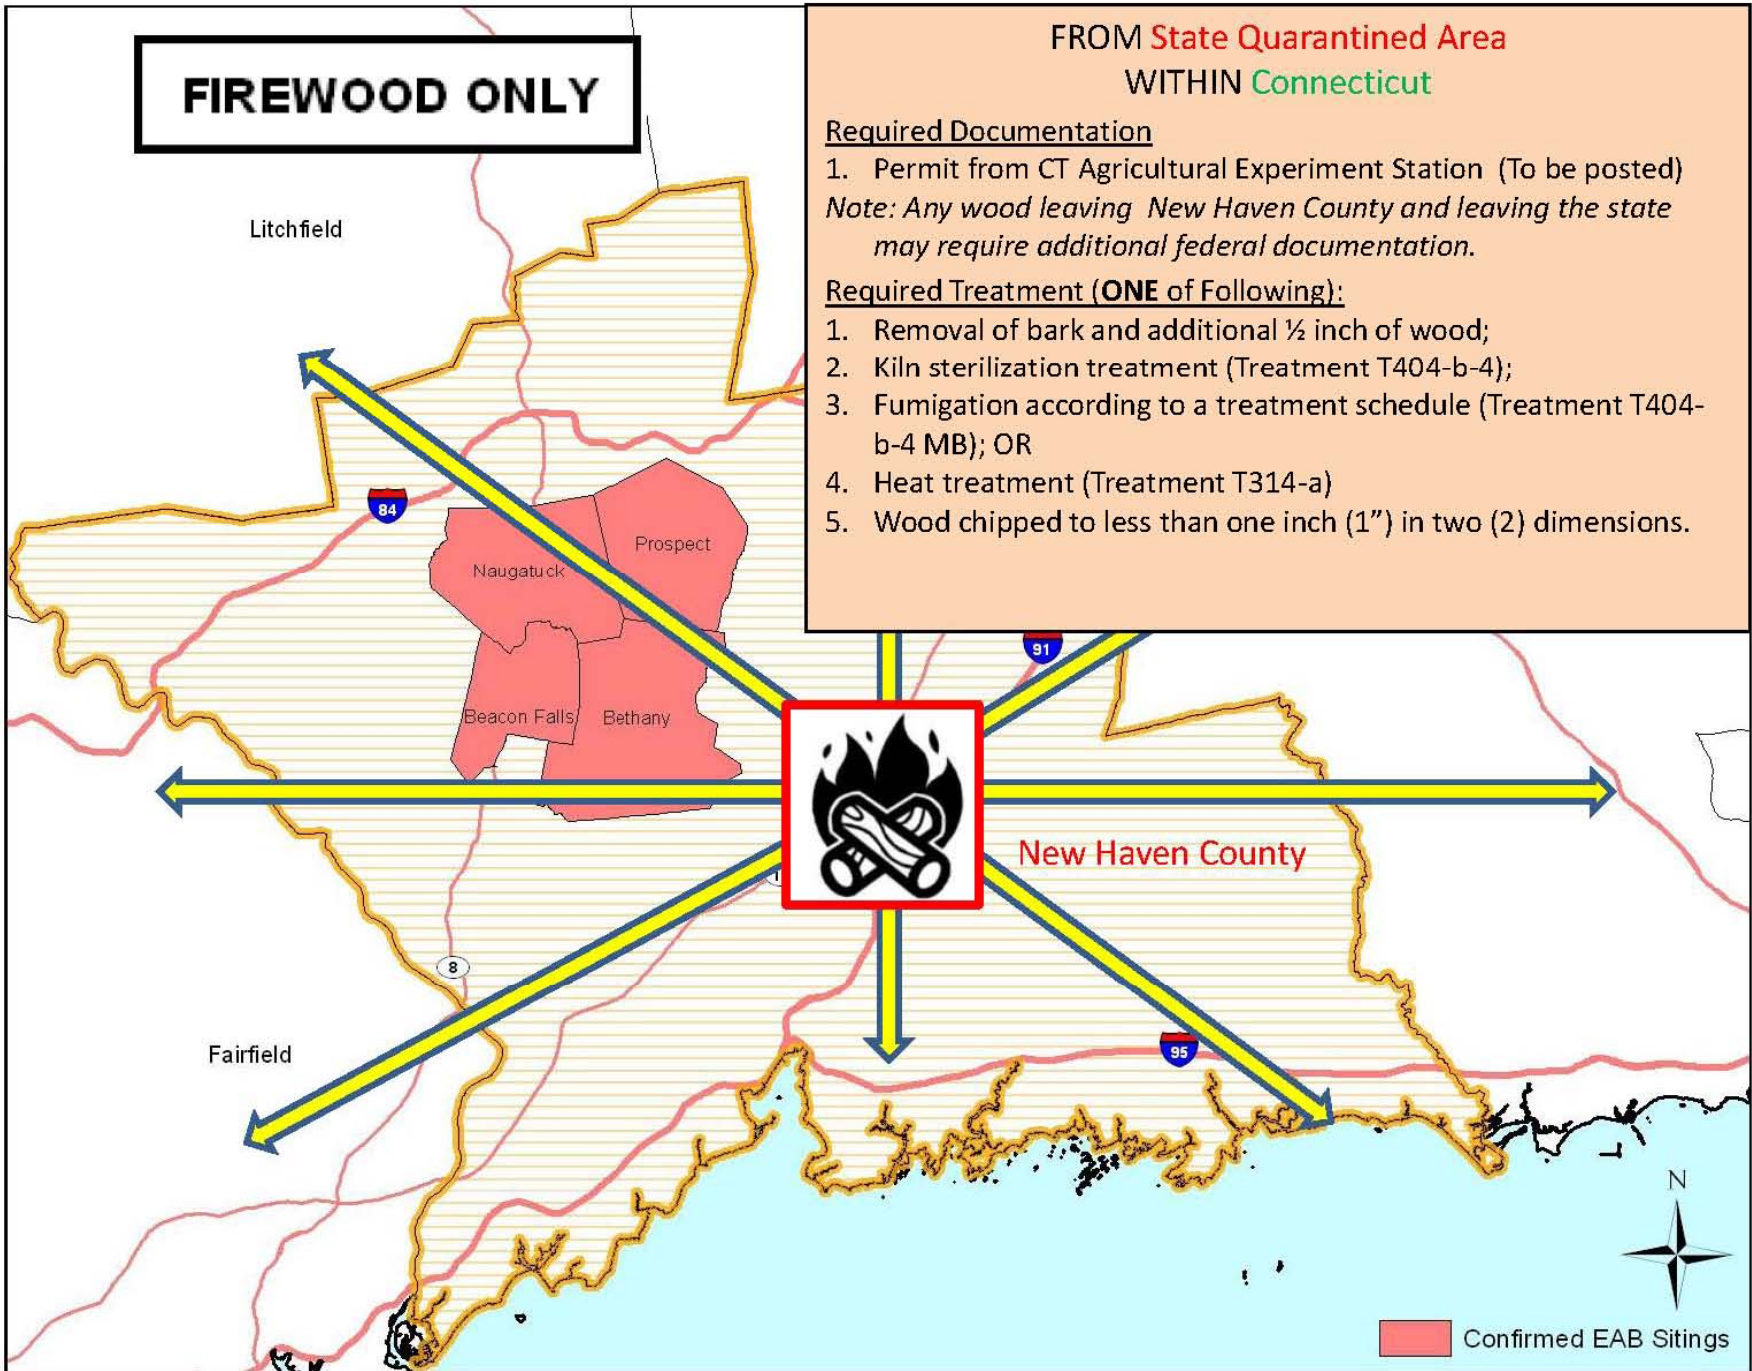 FIREWOOD ONLY
FROM State Quarantined Area
WITHIN Connecticut
Required Documentation
1. Permit from CT Agricultural Experiment Station (To be posted)
Note: Any wood leaving New Haven County and leaving the state
may require additional federal documentation.
Required Treatment (ONE of Following):
1. Removal of bark and additional ½ inch of wood;
2. Kiln sterilization treatment (Treatment T404-b-4);
3. Fumigation according to a treatment schedule (Treatment T404-
b-4 MB); OR
4. Heat treatment (Treatment T314-a)
5. Wood chipped to less than one inch (1”) in two (2) dimensions.
Litchfield
84
Prospect
Naugatuck
91
Beacon Falls
Bethany
New Haven County
8
Fairfield
95
N
Confirmed EAB Sitings